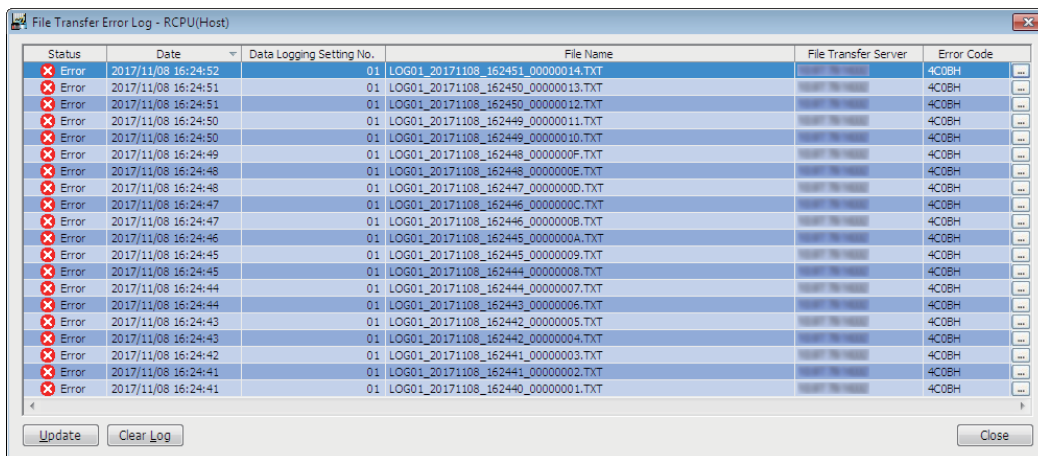 File Transfer Error Log - RCPU(Host)
Status Date Data Logging Setting No. File Name File Transfer Server Error Code
Error 2017/11/08 16:24:52 01 LOG01_20171108_162451_00000014.TXT 4C0BH ...
Error 2017/11/08 16:24:51 01 LOG01_20171108_162450_00000013.TXT 4C0BH ...
Error 2017/11/08 16:24:51 01 LOG01_20171108_162450_00000012.TXT 4C0BH ...
Error 2017/11/08 16:24:50 01 LOG01_20171108_162449_00000011.TXT 4C0BH ...
Error 2017/11/08 16:24:50 01 LOG01_20171108_162449_00000010.TXT 4C0BH ...
Error 2017/11/08 16:24:49 01 LOG01_20171108_162448_0000000F.TXT 4C0BH ...
Error 2017/11/08 16:24:48 01 LOG01_20171108_162448_0000000E.TXT 4C0BH ...
Error 2017/11/08 16:24:48 01 LOG01_20171108_162447_0000000D.TXT 4C0BH ...
Error 2017/11/08 16:24:47 01 LOG01_20171108_162446_0000000C.TXT 4C0BH ...
Error 2017/11/08 16:24:47 01 LOG01_20171108_162446_0000000B.TXT 4C0BH ...
Error 2017/11/08 16:24:46 01 LOG01_20171108_162445_0000000A.TXT 4C0BH ...
Error 2017/11/08 16:24:45 01 LOG01_20171108_162445_00000009.TXT 4C0BH ...
Error 2017/11/08 16:24:45 01 LOG01_20171108_162444_00000008.TXT 4C0BH ...
Error 2017/11/08 16:24:44 01 LOG01_20171108_162444_00000007.TXT 4C0BH ...
Error 2017/11/08 16:24:44 01 LOG01_20171108_162443_00000006.TXT 4C0BH ...
Error 2017/11/08 16:24:43 01 LOG01_20171108_162442_00000005.TXT 4C0BH ...
Error 2017/11/08 16:24:43 01 LOG01_20171108_162442_00000004.TXT 4C0BH ...
Error 2017/11/08 16:24:42 01 LOG01_20171108_162441_00000003.TXT 4C0BH ...
Error 2017/11/08 16:24:41 01 LOG01_20171108_162441_00000002.TXT 4C0BH ...
Error 2017/11/08 16:24:41 01 LOG01_20171108_162440_00000001.TXT 4C0BH ...
Update Clear Log Close